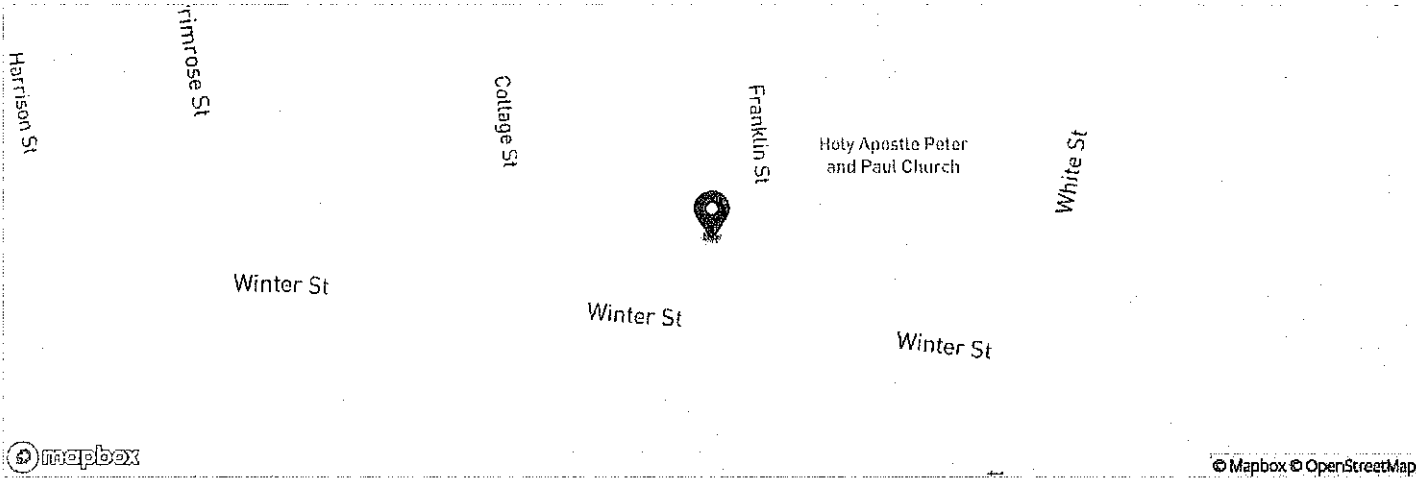 Harrison St
rimrose St
Cottage St
Franklin St
Holy Apostle Peter
and Paul Church
White St
Winter St
Winter St
Winter St
mapbox
© Mapbox © OpenStreetMap